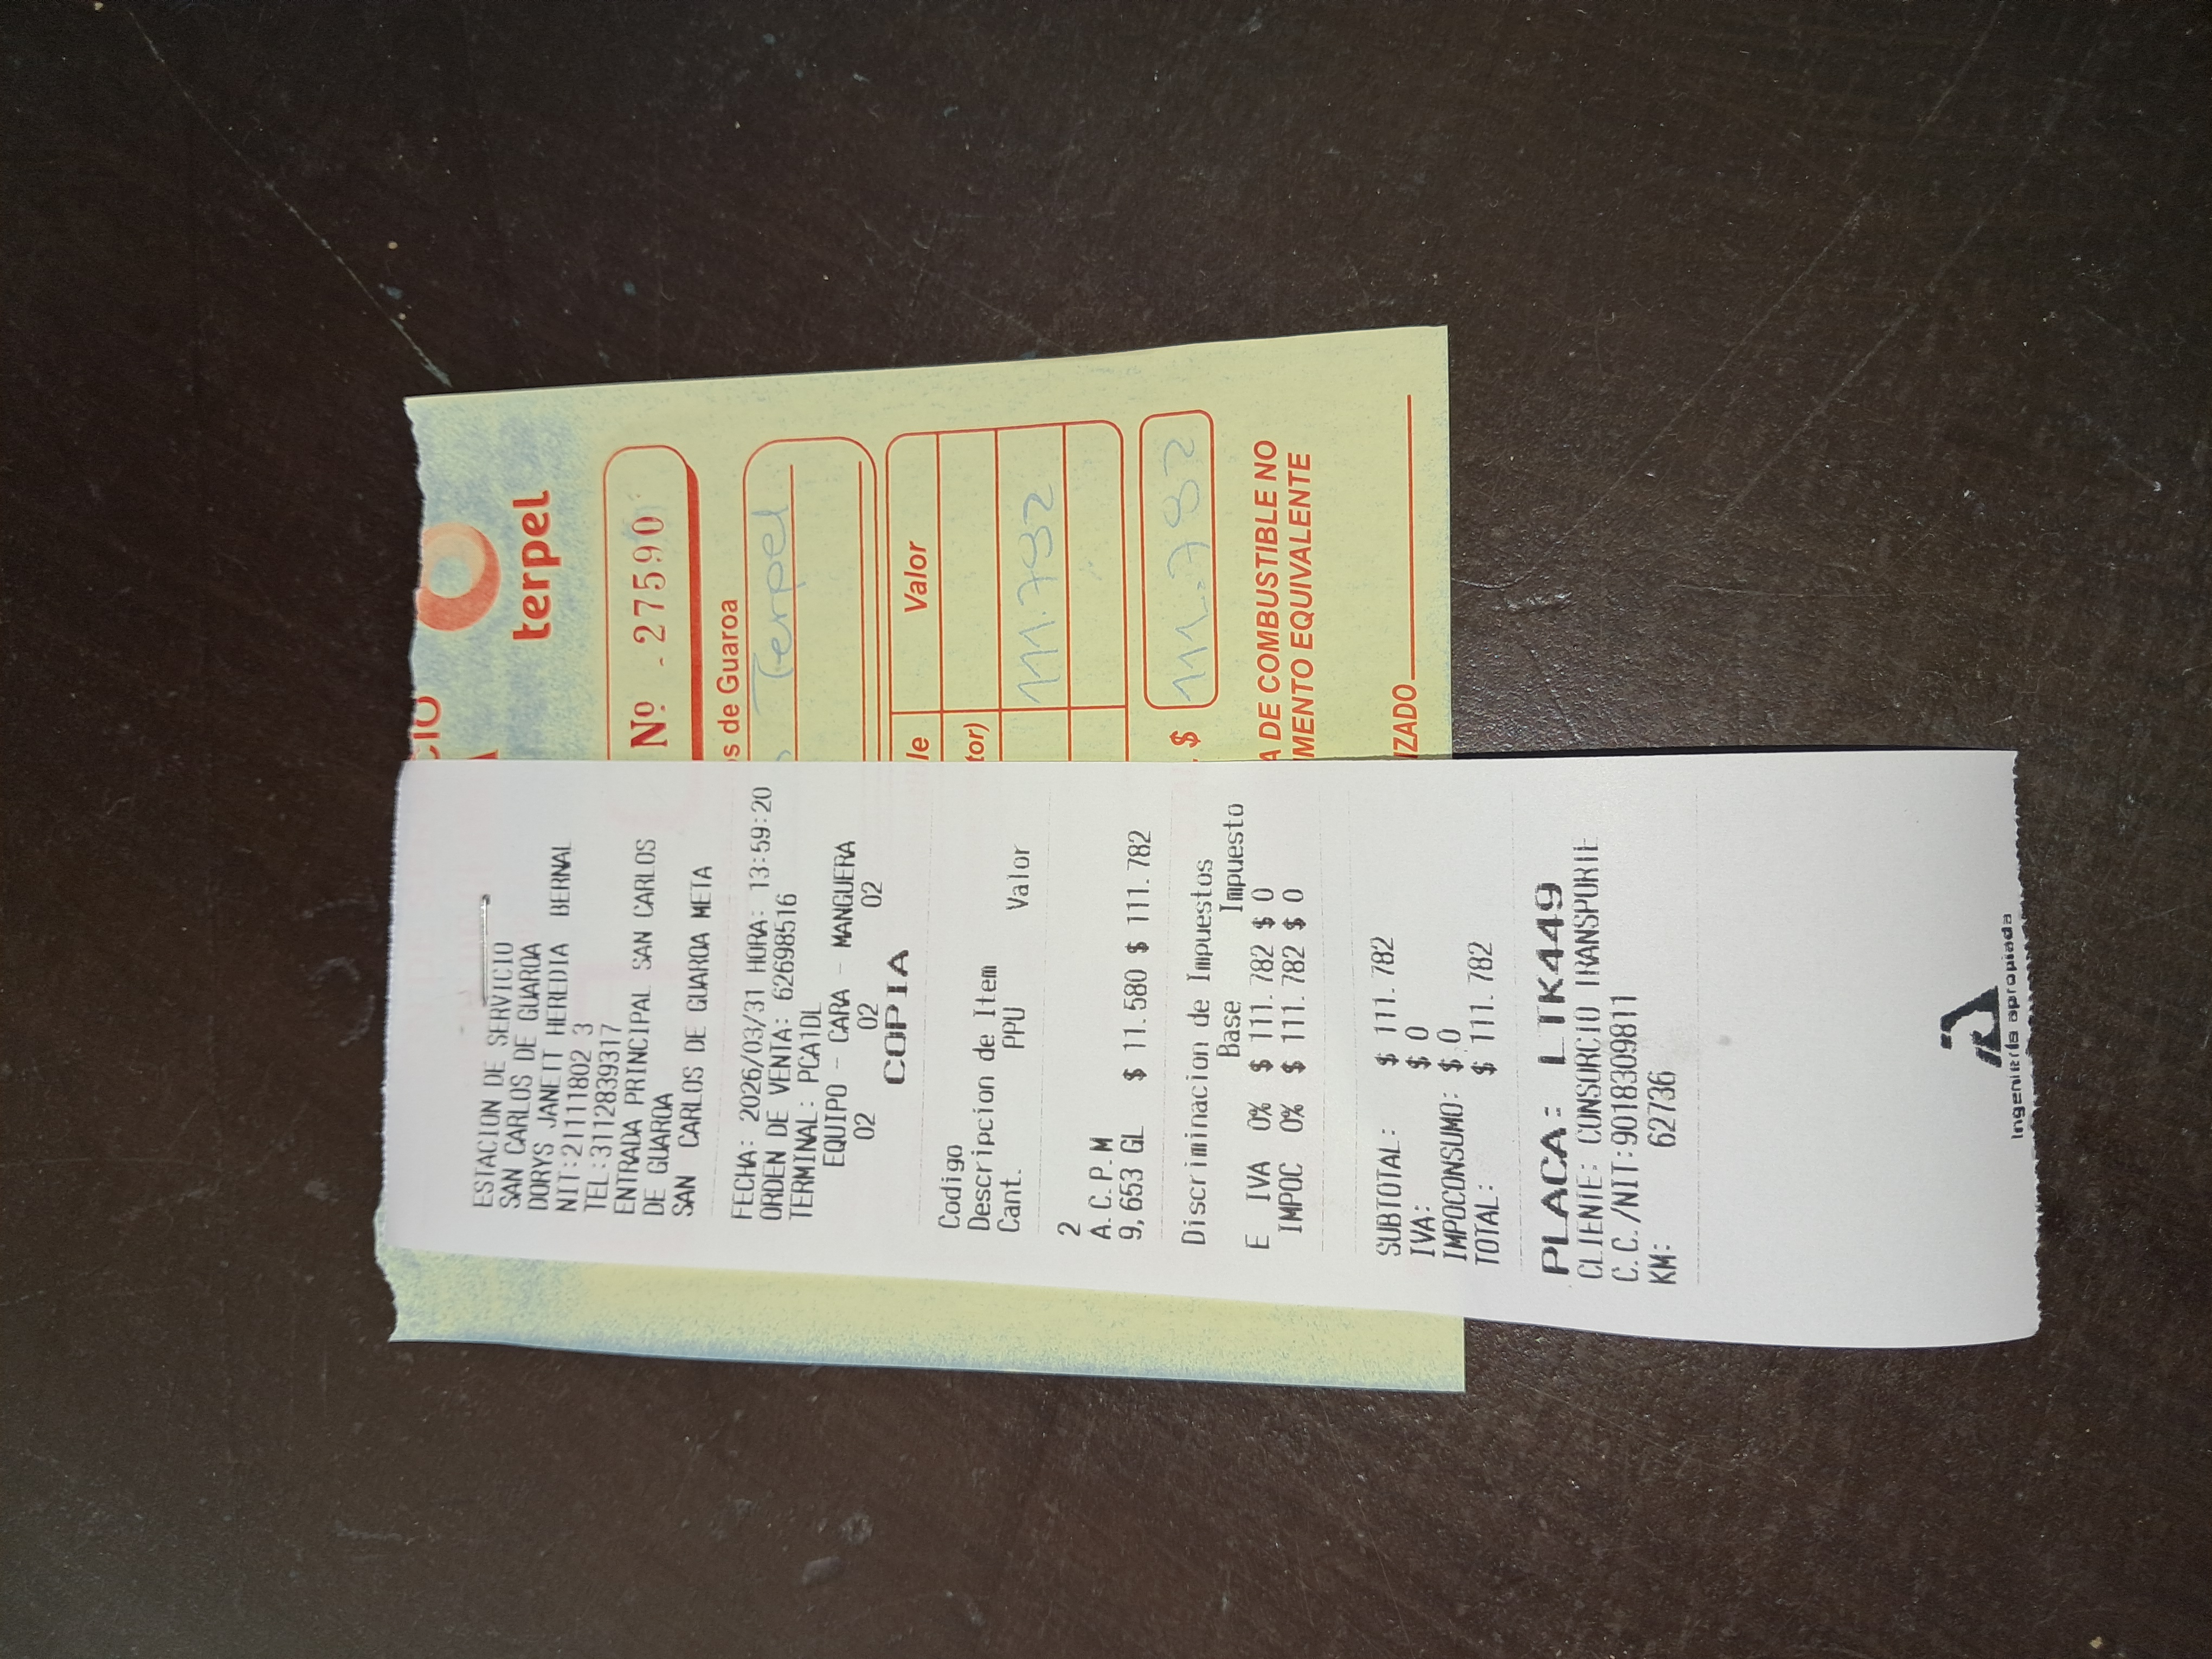 ESTACION DE SERVICIO
SAN CARLOS DE GUAROA
DORYS JANETT HEREDIA BERNAL
NIT:21111802 3
TEL:3112839317
ENTRADA PRINCIPAL SAN CARLOS
DE GUAROA
SAN CARLOS DE GUAROA META
FECHA: 2026/03/31 HORA: 13:59:20
ORDEN DE VENTA: 62698516
TERMINAL: PCA1DL
EQUIPO - CARA - MANGUERA
02 02 02
COPIA
Codigo
Descripcion de Item
Cant. PPU Valor
2
A.C.P.M
9,653 GL $ 11.580 $ 111.782
Discriminacion de Impuestos
Base Impuesto
E IVA 0% $ 111.782 $ 0
IMPOC 0% $ 111.782 $ 0
SUBTOTAL: $ 111.782
IVA: $ 0
IMPOCONSUMO: $ 0
TOTAL: $ 111.782
PLACA: LTK449
CLIENTE: CONSORCIO TRANSPORTE
C.C./NIT:9018309811
KM: 62736
Ingeniería apropiada
cio
terpel
Nº - 27590
s de Guaroa
Terpel
le Valor
tor)
111.782
$ 111.782
A DE COMBUSTIBLE NO
MENTO EQUIVALENTE
IZADO